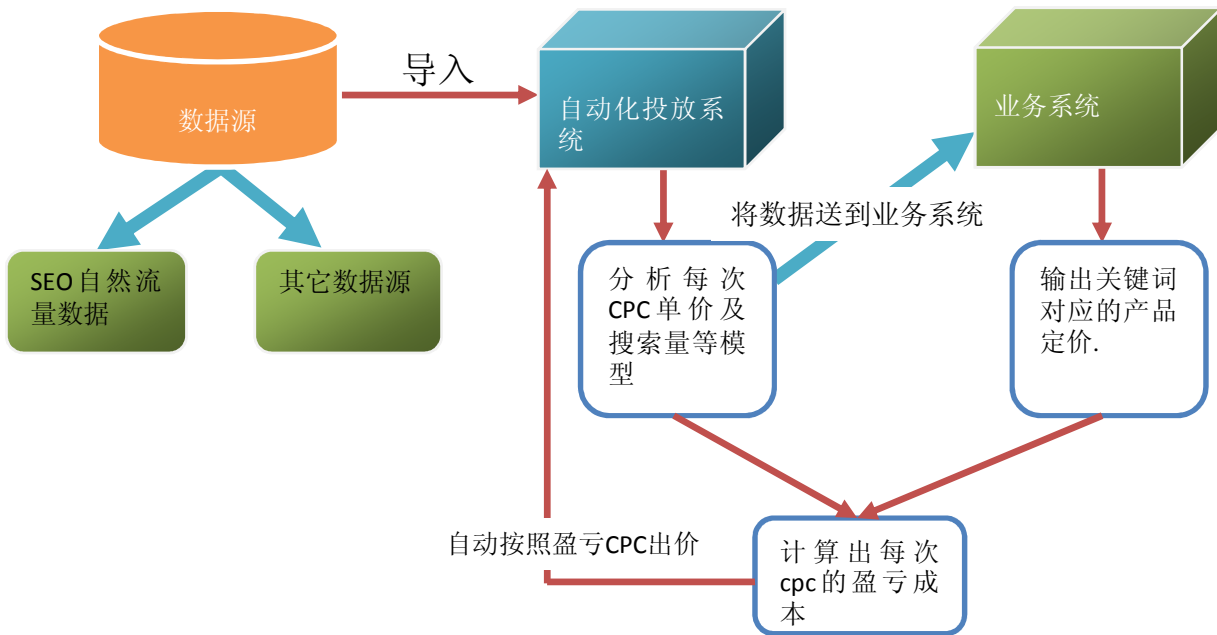 导入
数据源
自动化投放系
统
业务系统
将数据送到业务系统
SEO自然流
量数据
其它数据源
分析每次
CPC单价及
搜索量等模
型
输出关键词
对应的产品
定价.
自动按照盈亏CPC出价
计算出每次
cpc的盈亏成
本